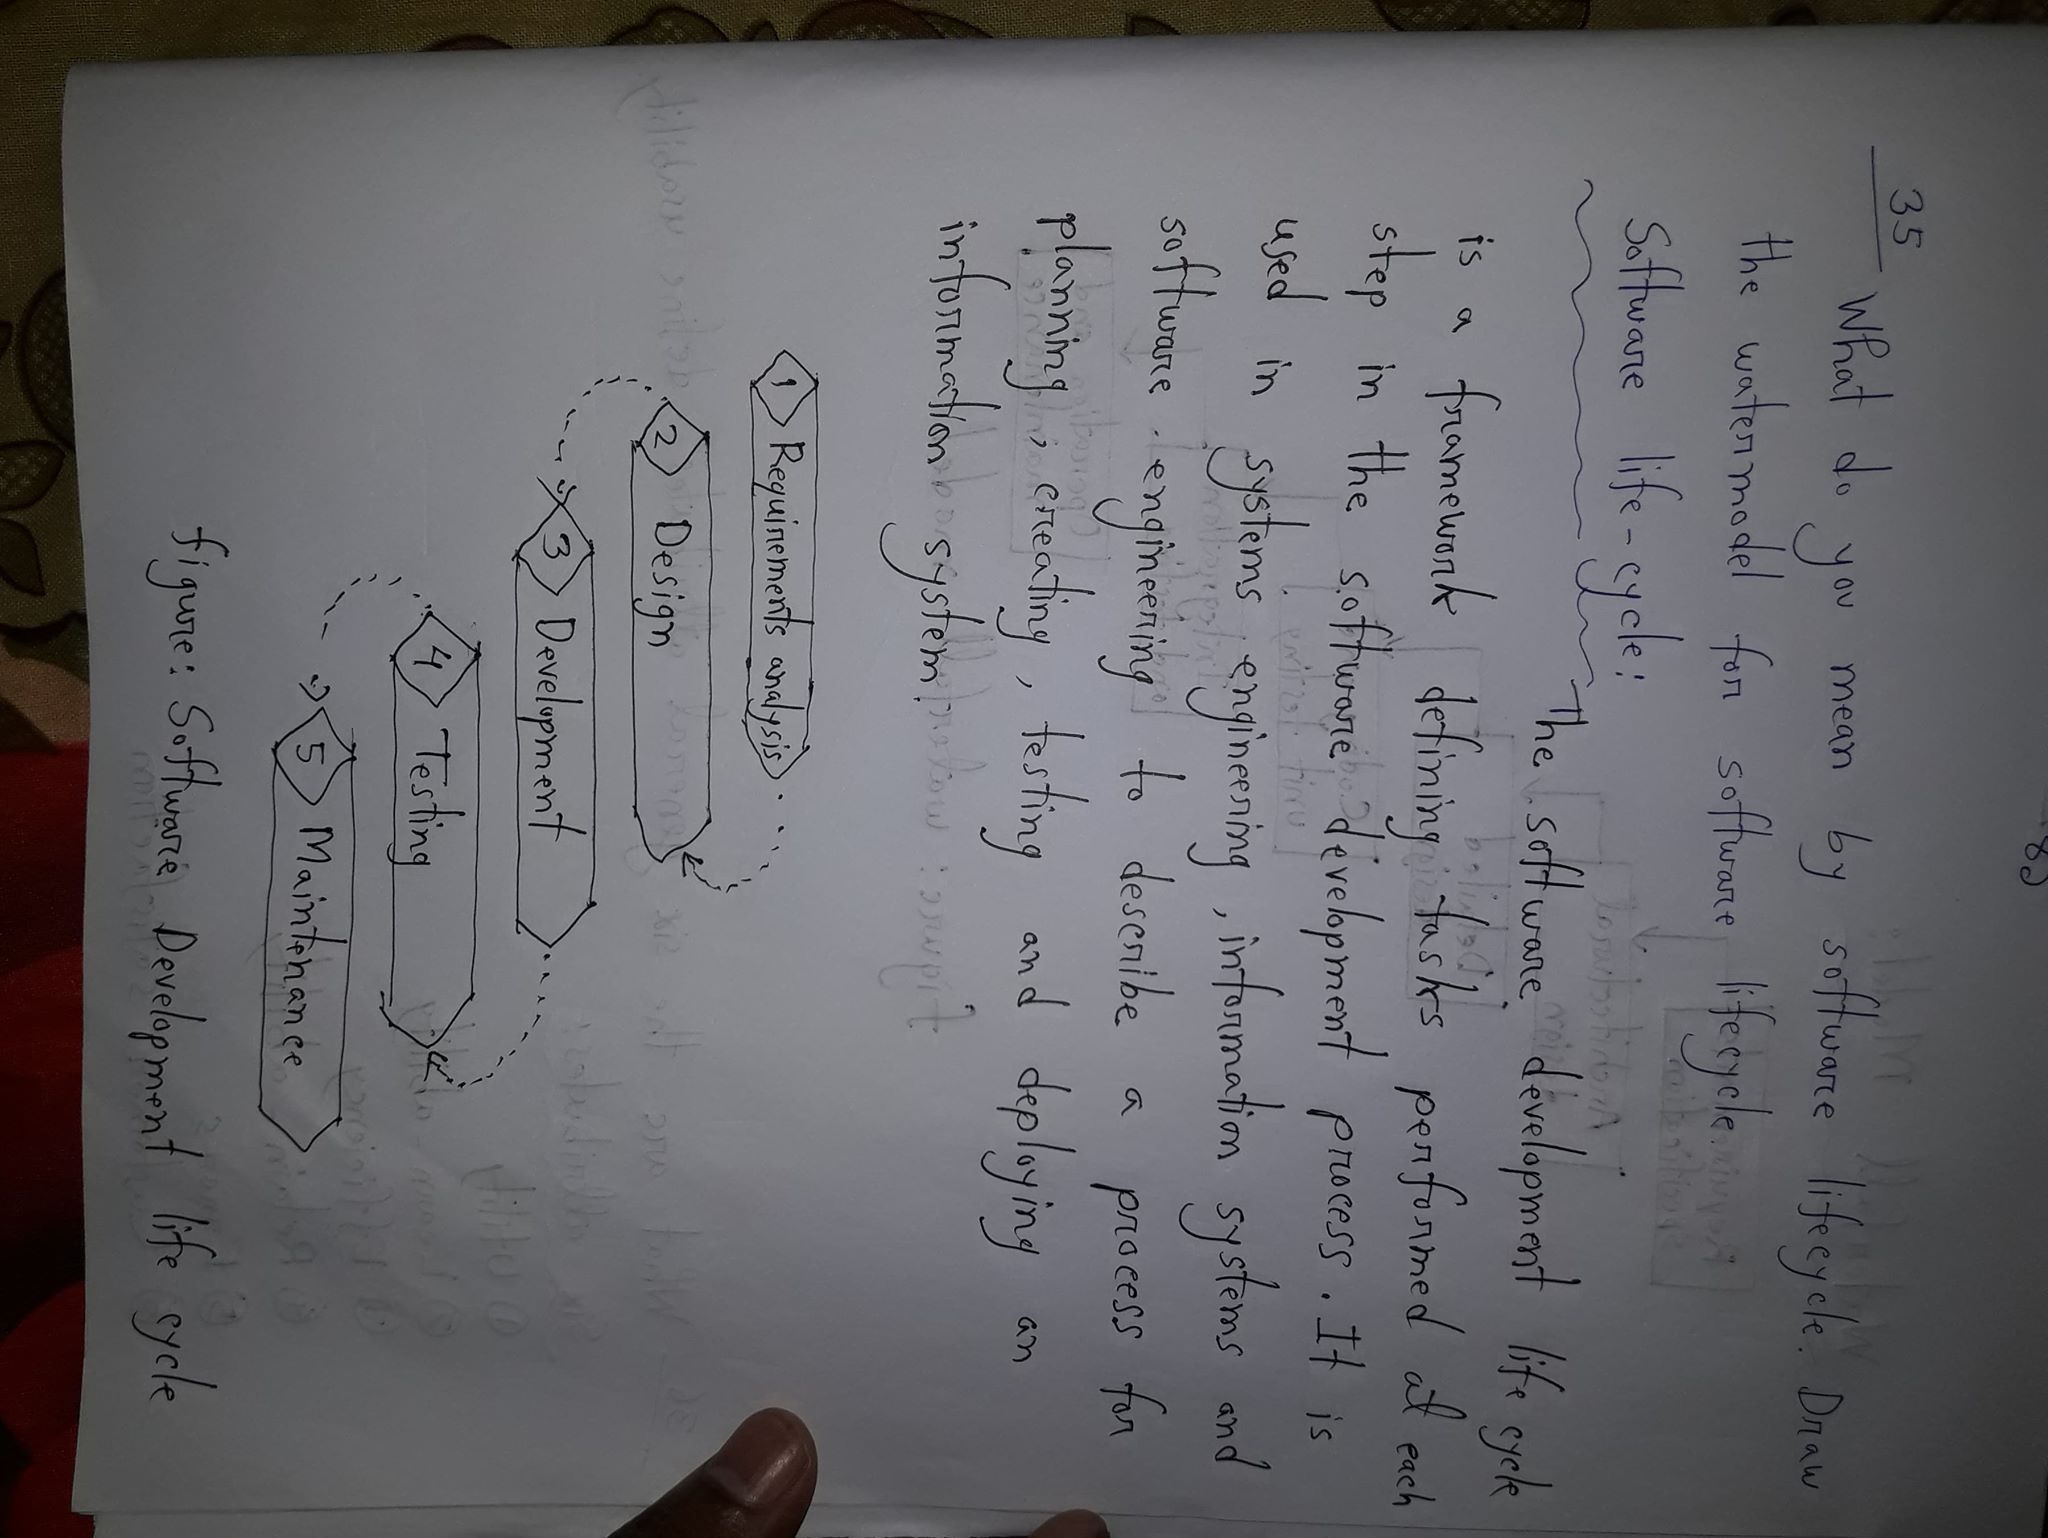 35
What do you mean by software lifecycle. Draw
the watermodel for software lifecycle.
Software life-cycle:
The software development life cycle
is a framework defining tasks performed at each
step in the software development process. It is
used in systems engineering, information systems and
software engineering to describe a process for
planning, creating, testing and deploying an
information system.
1 Requirements analysis
2 Design
3 Development
4 Testing
5 Maintenance
figure: Software Development life cycle